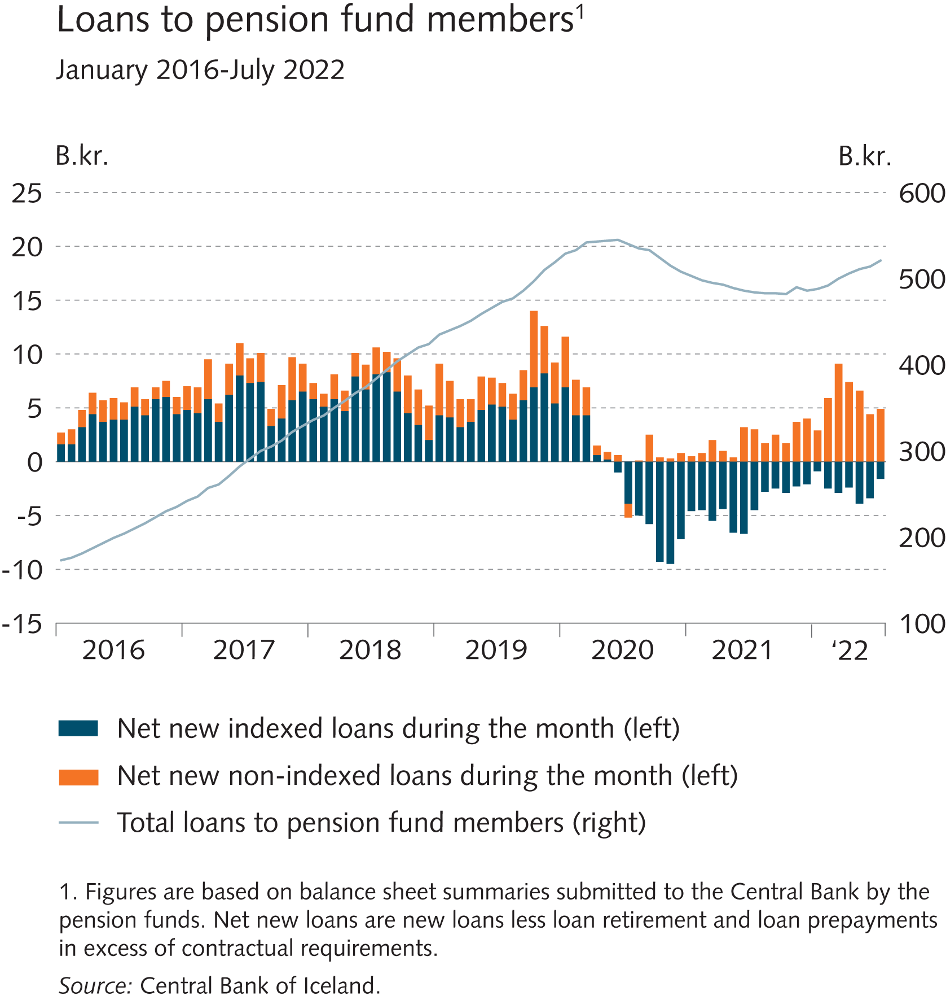 Loans to pension fund members1
January 2016-July 2022
B.kr. B.kr.
25 600
20
500
15
10
400
5
300
0
-5
200
-10
-15 100
2016 2017 2018 2019 2020 2021 ‘22
Net new indexed loans during the month (left)
Net new non-indexed loans during the month (left)
Total loans to pension fund members (right)
1. Figures are based on balance sheet summaries submitted to the Central Bank by the
pension funds. Net new loans are new loans less loan retirement and loan prepayments
in excess of contractual requirements.
Source: Central Bank of Iceland.